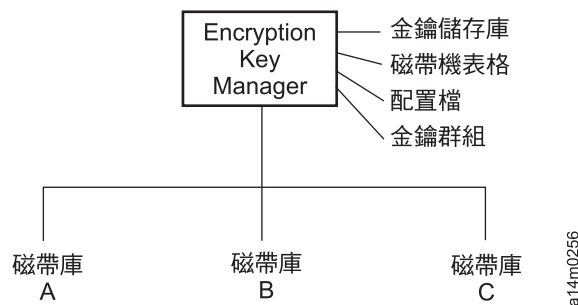 Encryption
Key
Manager
金鑰儲存庫
磁帶機表格
配置檔
金鑰群組
磁帶庫
A
磁帶庫
B
磁帶庫
C
a14m0256